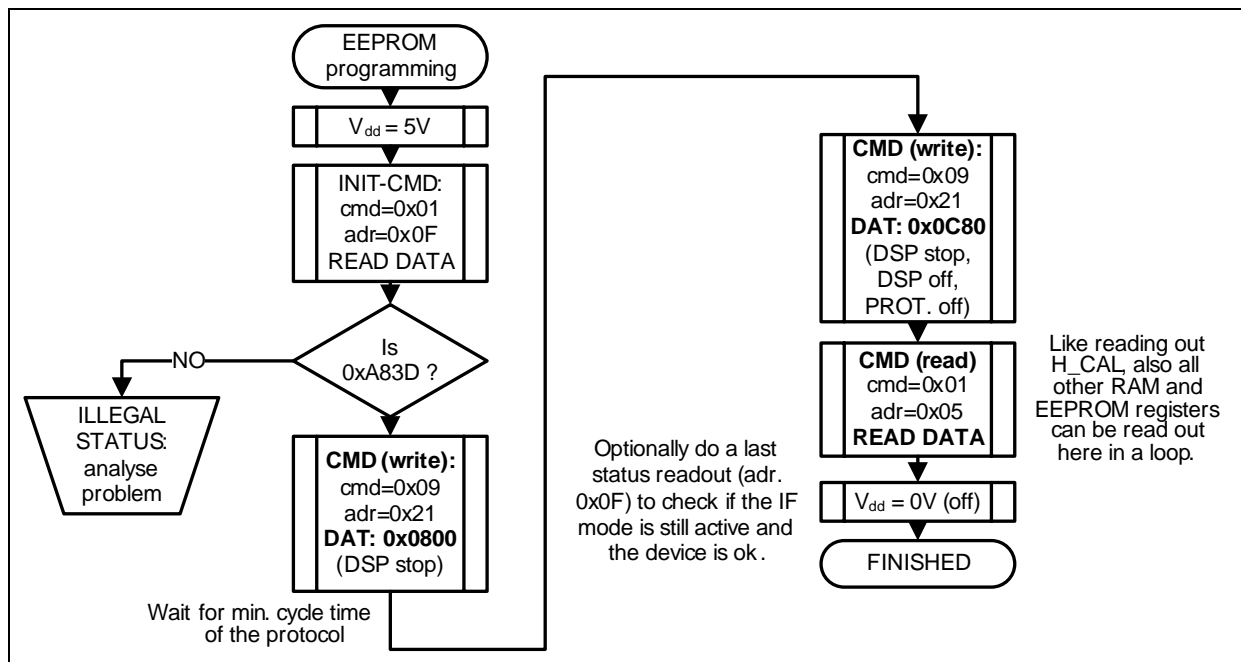 EEPROM
programming
Vdd = 5V
INIT-CMD:
cmd=0x01
adr=0x0F
READ DATA
Is
0xA83D ?
NO
ILLEGAL
STATUS:
analyse
problem
CMD (write):
cmd=0x09
adr=0x21
DAT: 0x0800
(DSP stop)
Wait for min. cycle time
of the protocol
CMD (write):
cmd=0x09
adr=0x21
DAT: 0x0C80
(DSP stop,
DSP off,
PROT. off)
CMD (read)
cmd=0x01
adr=0x05
READ DATA
Like reading out
H_CAL, also all
other RAM and
EEPROM registers
can be read out
here in a loop.
Optionally do a last
status readout (adr.
0x0F) to check if the IF
mode is still active and
the device is ok.
Vdd = 0V (off)
FINISHED